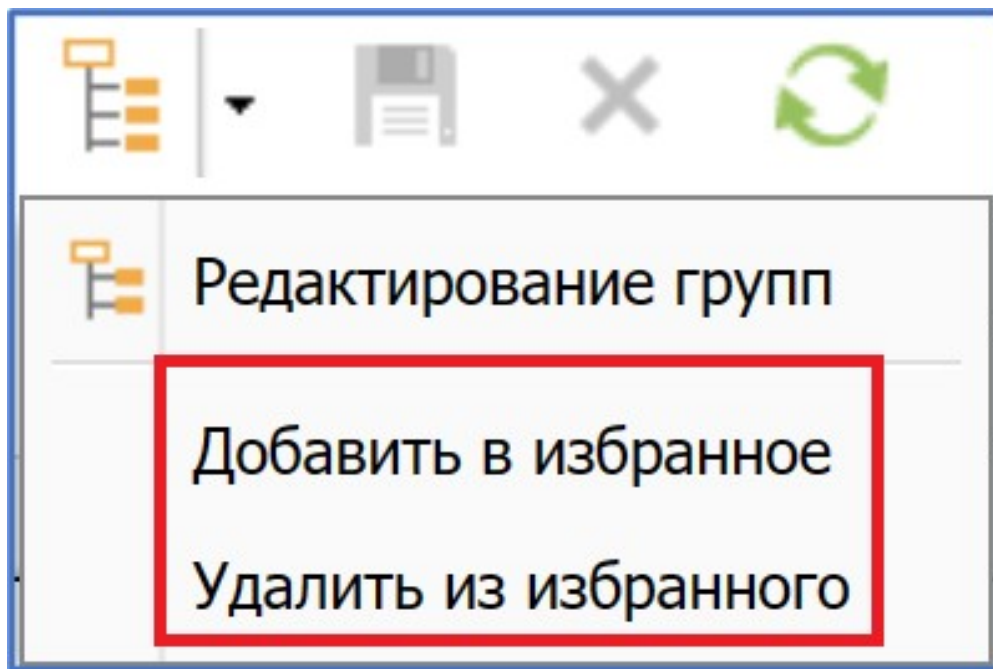 Редактирование групп
Добавить в избранное
Удалить из избранного